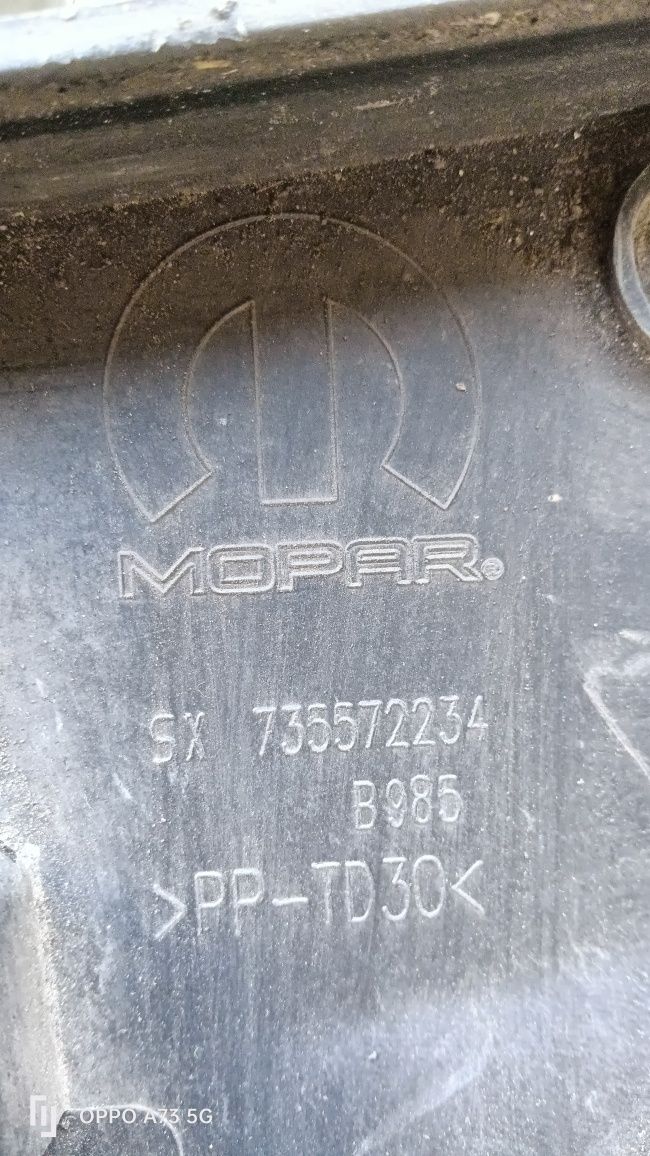 MOPAR®
SX 735572234
B985
>PP-TD30<
OPPO A73 5G